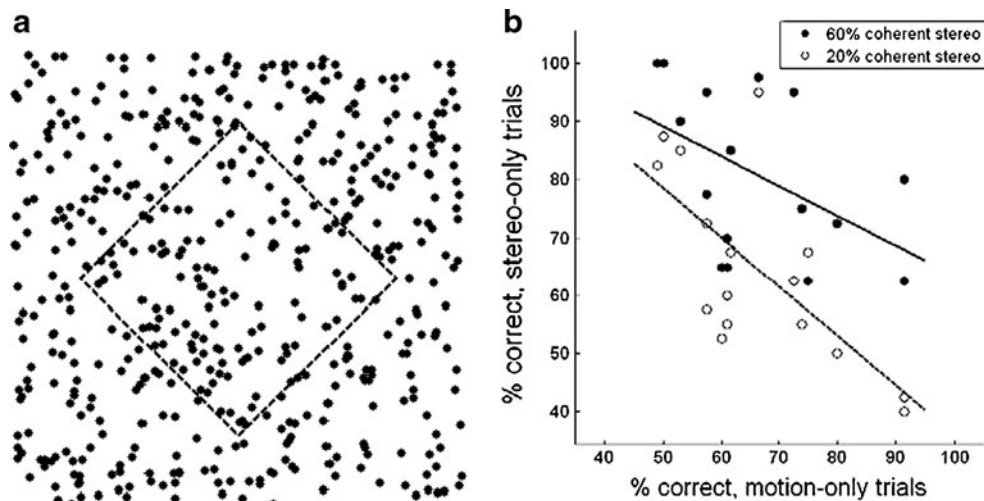 a
b
60% coherent stereo
20% coherent stereo
% correct, stereo-only trials
100
90
80
70
60
50
40
40 50 60 70 80 90 100
% correct, motion-only trials